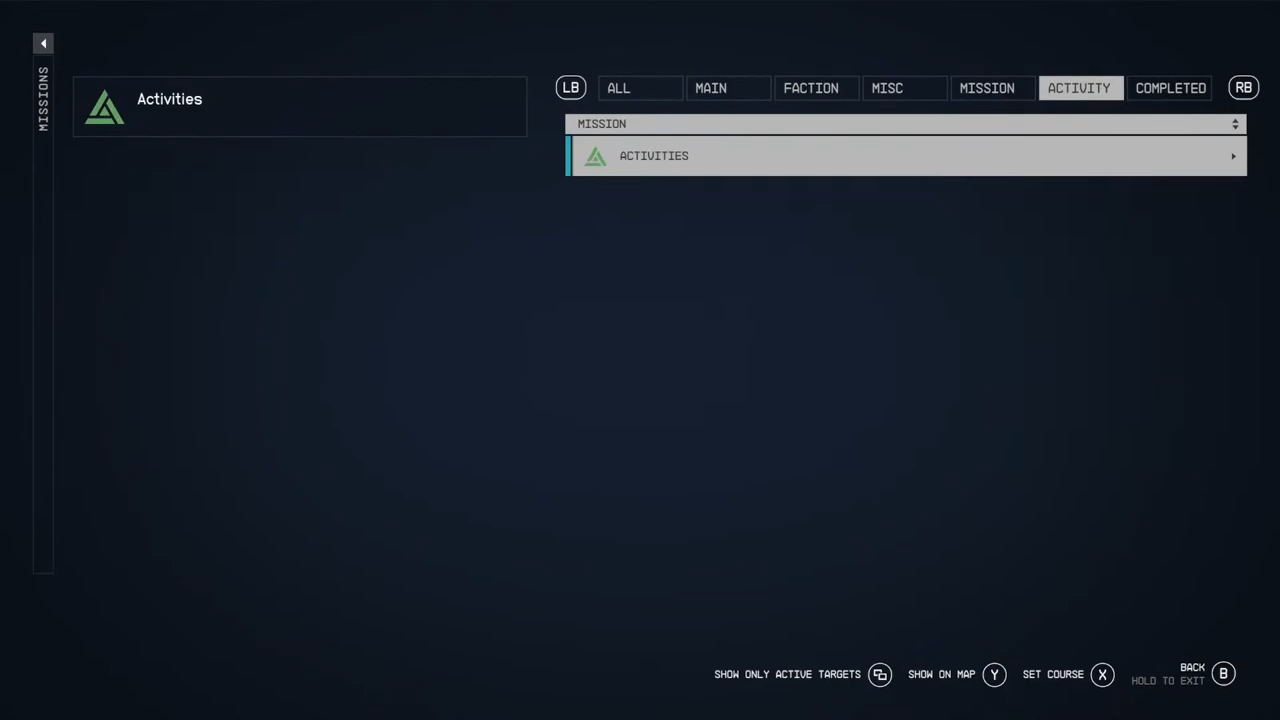 MISSIONS
Activities
LB ALL MAIN FACTION MISC MISSION ACTIVITY COMPLETED RB
MISSION
ACTIVITIES
SHOW ONLY ACTIVE TARGETS SHOW ON MAP Y SET COURSE X BACK B
HOLD TO EXIT